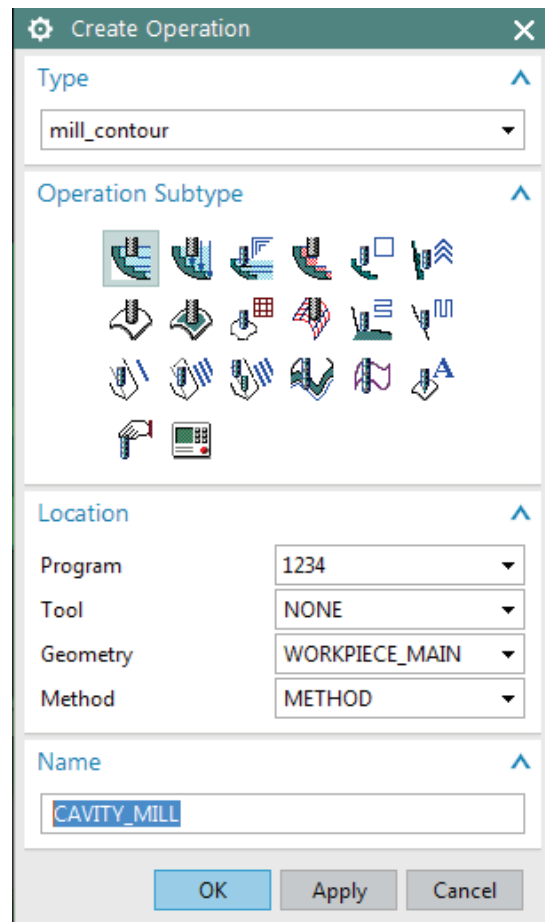 Create Operation
Type
mill_contour
Operation Subtype
A
Location
Program 1234
Tool NONE
Geometry WORKPIECE_MAIN
Method METHOD
Name
CAVITY_MILL
OK Apply Cancel